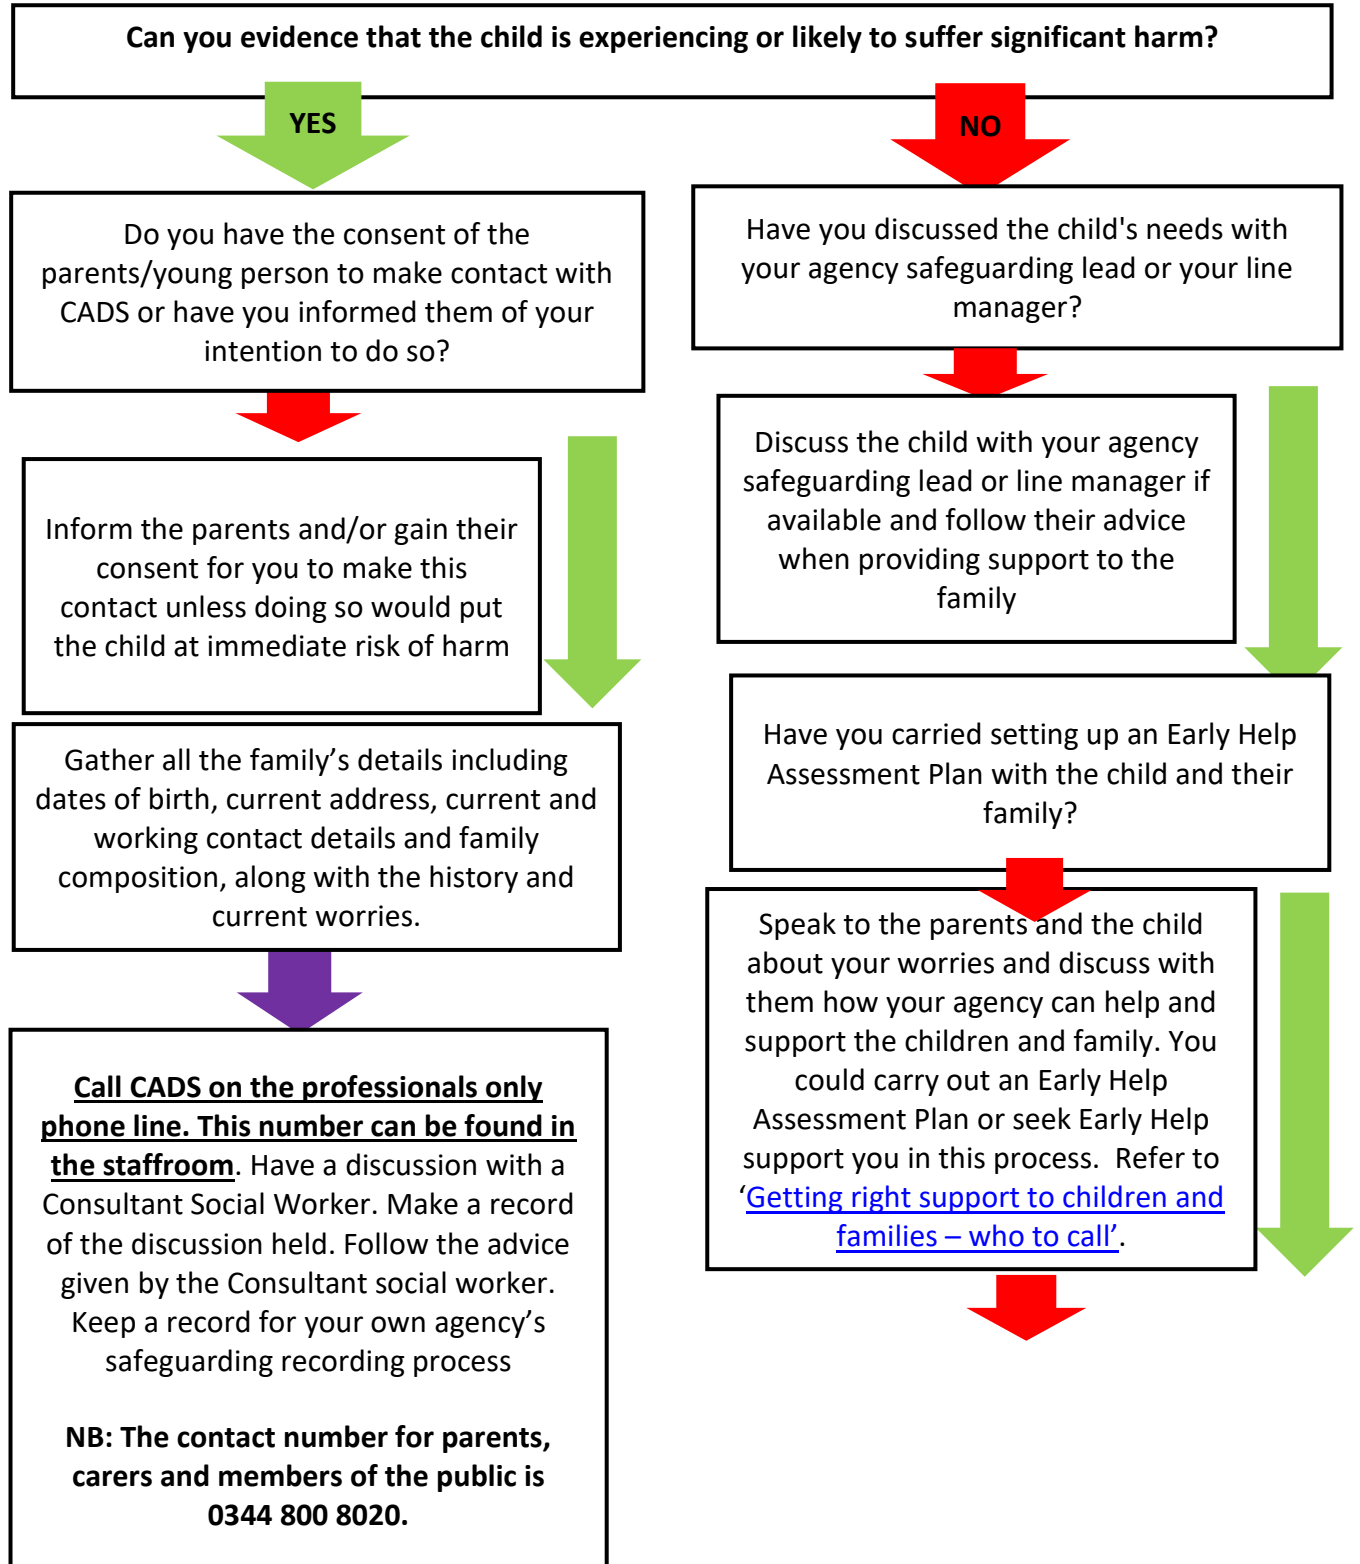 Can you evidence that the child is experiencing or likely to suffer significant harm?
YES
Do you have the consent of the
parents/young person to make contact with
CADS or have you informed them of your
intention to do so?
Inform the parents and/or gain their
consent for you to make this
contact unless doing so would put
the child at immediate risk of harm
Gather all the family’s details including
dates of birth, current address, current and
working contact details and family
composition, along with the history and
current worries.
Call CADS on the professionals only
phone line. This number can be found in
the staffroom. Have a discussion with a
Consultant Social Worker. Make a record
of the discussion held. Follow the advice
given by the Consultant social worker.
Keep a record for your own agency’s
safeguarding recording process
NB: The contact number for parents,
carers and members of the public is
0344 800 8020.
NO
Have you discussed the child's needs with
your agency safeguarding lead or your line
manager?
Discuss the child with your agency
safeguarding lead or line manager if
available and follow their advice
when providing support to the
family
Have you carried setting up an Early Help
Assessment Plan with the child and their
family?
Speak to the parents and the child
about your worries and discuss with
them how your agency can help and
support the children and family. You
could carry out an Early Help
Assessment Plan or seek Early Help
support you in this process.  Refer to
‘Getting right support to children and
families – who to call’.